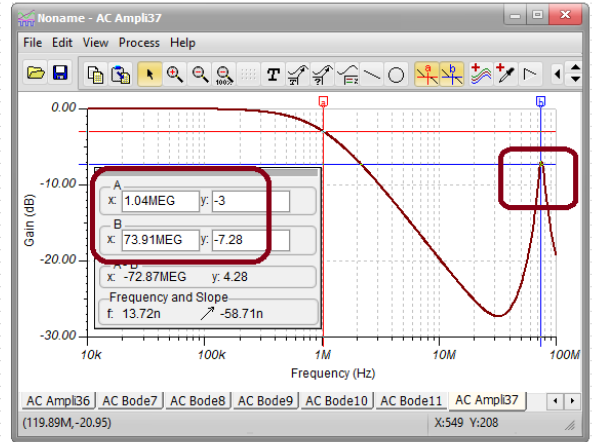 Noname - AC Ampli37
File Edit View Process Help
100%
T
a b
a b
0.00
-10.00
-20.00
-30.00
Gain (dB)
A
x: 1.04MEG y: -3
B
x: 73.91MEG y: -7.28
A - B
x: -72.87MEG y: 4.28
Frequency and Slope
f: 13.72n -58.71n
10k 100k 1M 10M 100M
Frequency (Hz)
AC Ampli36 AC Bode7 AC Bode8 AC Bode9 AC Bode10 AC Bode11 AC Ampli37
(119.89M,-20.95) X:549 Y:208